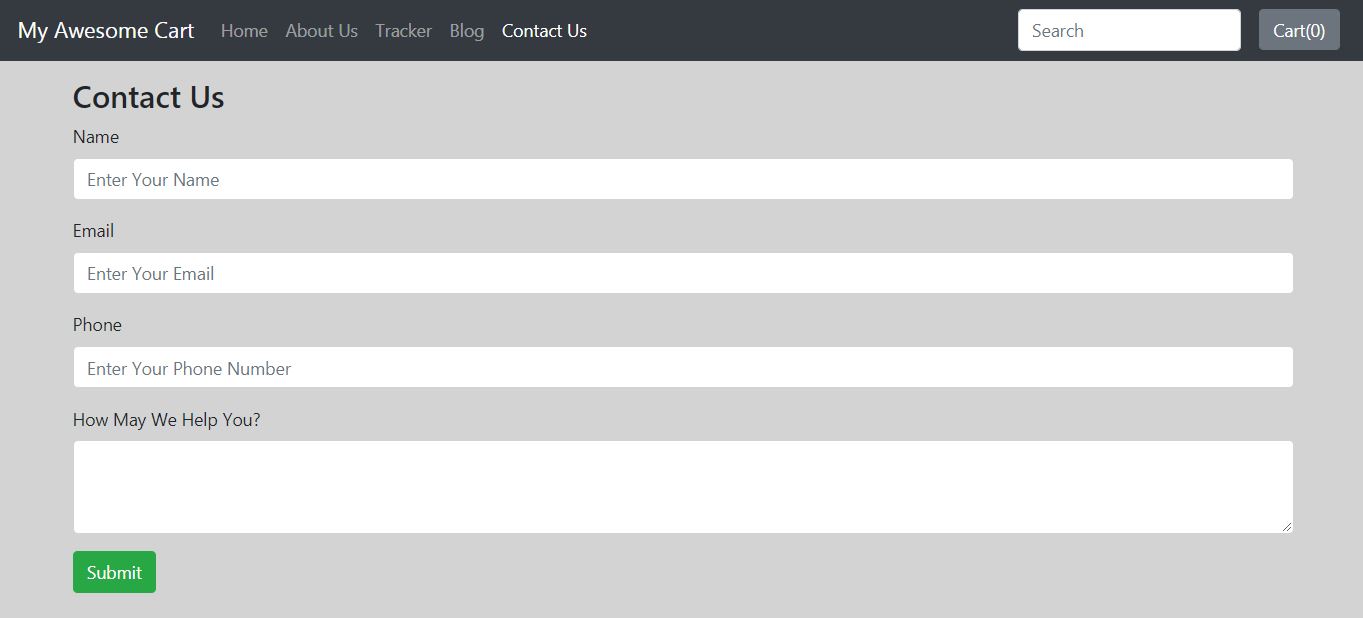 My Awesome Cart Home About Us Tracker Blog Contact Us Search Cart(0)
Contact Us
Name
Enter Your Name
Email
Enter Your Email
Phone
Enter Your Phone Number
How May We Help You?
Submit